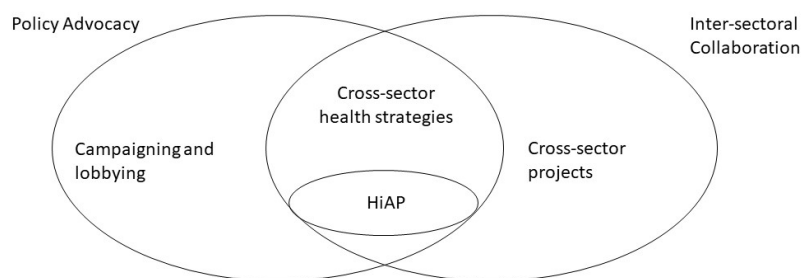 Policy Advocacy
Inter-sectoral
Collaboration
Cross-sector
health strategies
Campaigning and
lobbying
Cross-sector
projects
HiAP